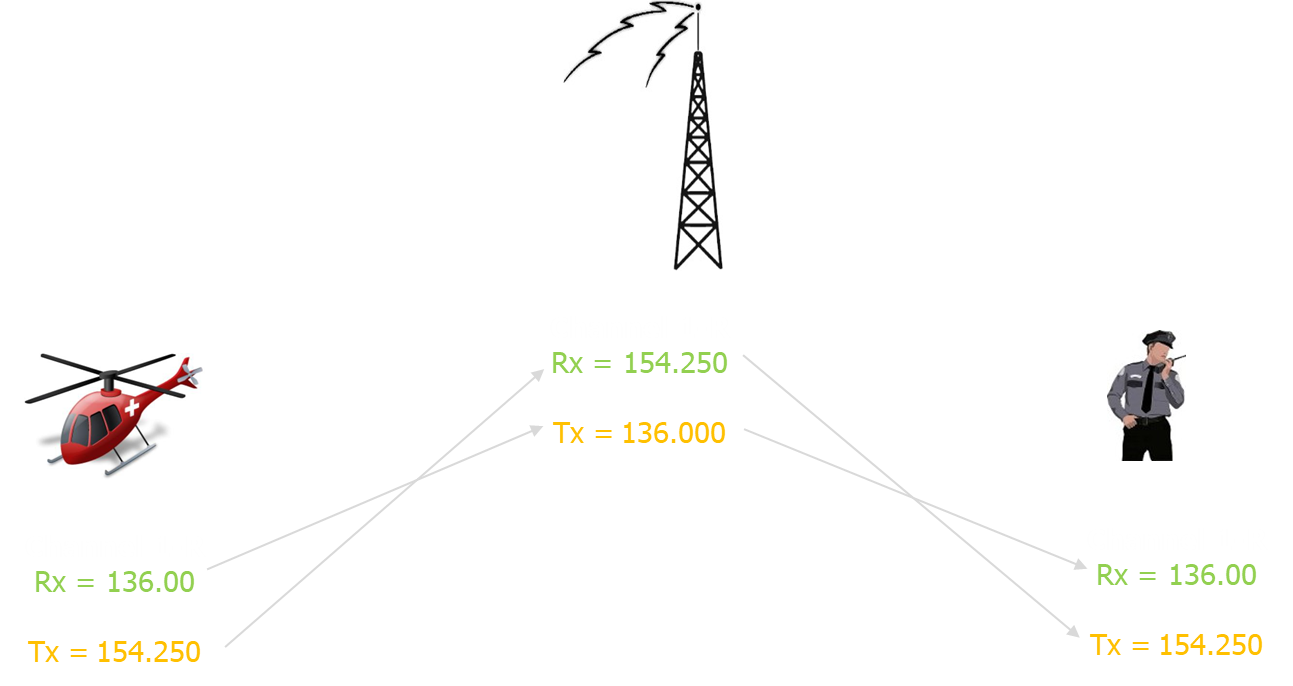 Rx = 154.250
Tx = 136.000
Rx = 136.00
Tx = 154.250
Rx = 136.00
Tx = 154.250